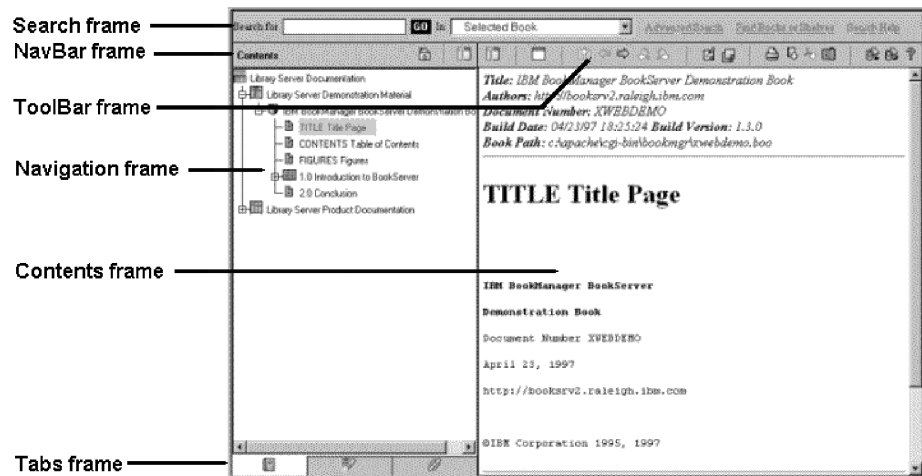 Search frame
NavBar frame
ToolBar frame
Navigation frame
Contents frame
Tabs frame
Search for GO In Selected Book Advanced Search Find Books or Shelves Search Help
Contents
Library Server Documentation
Library Server Demonstration Material
IBM BookManager BookServer Demonstration Bo
TITLE Title Page
CONTENTS Table of Contents
FIGURES Figures
1.0 Introduction to BookServer
2.0 Conclusion
Library Server Product Documentation
Title: IBM BookManager BookServer Demonstration Book
Authors: http://booksrv2.raleigh.ibm.com
Document Number: XWEBDEMO
Build Date: 04/23/97 18:25:24 Build Version: 1.3.0
Book Path: c:\apache\cgi-bin\bookmgr\xwebdemo.boo
TITLE Title Page
IBM BookManager BookServer
Demonstration Book
Document Number XWEBDEMO
April 23, 1997
http://booksrv2.raleigh.ibm.com
©IBM Corporation 1995, 1997